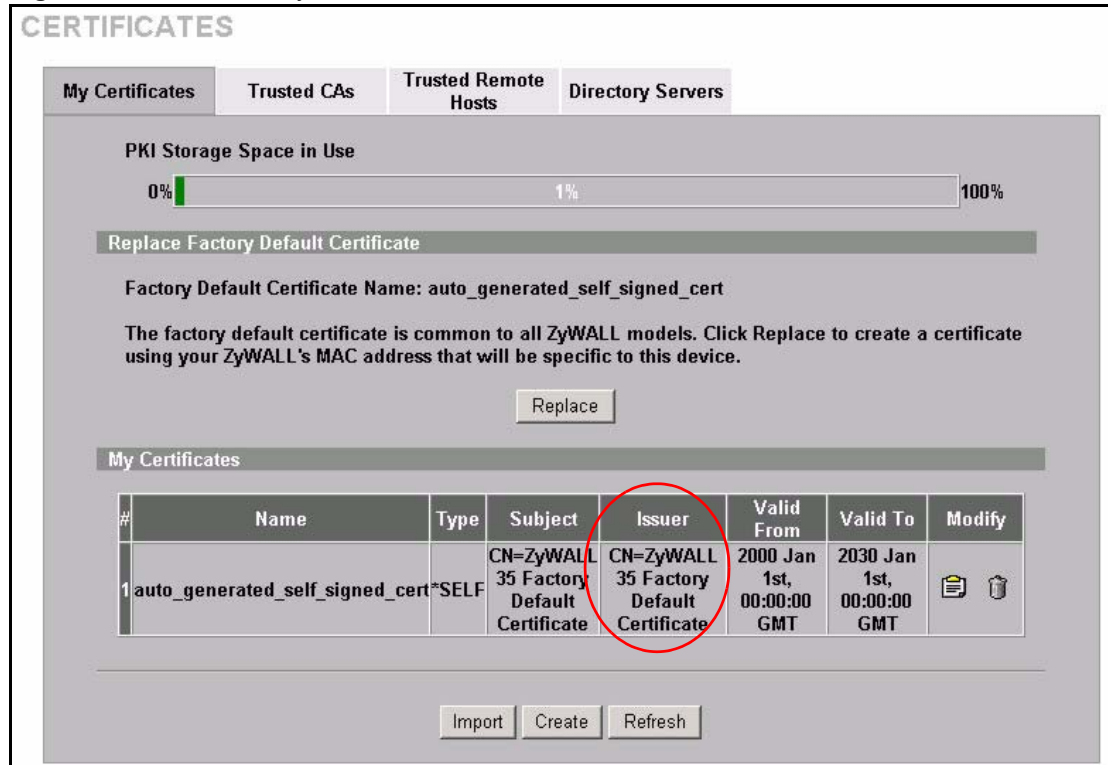 CERTIFICATES
My Certificates
Trusted CAs
Trusted Remote
Hosts
Directory Servers
PKI Storage Space in Use
0%
1%
100%
Replace Factory Default Certificate
Factory Default Certificate Name: auto_generated_self_signed_cert
The factory default certificate is common to all ZyWALL models. Click Replace to create a certificate
using your ZyWALL's MAC address that will be specific to this device.
Replace
My Certificates
# Name Type Subject Issuer Valid From Valid To Modify
1 auto_generated_self_signed_cert *SELF CN=ZyWALL 35 Factory Default Certificate CN=ZyWALL 35 Factory Default Certificate 2000 Jan 1st, 00:00:00 GMT 2030 Jan 1st, 00:00:00 GMT
Import Create Refresh